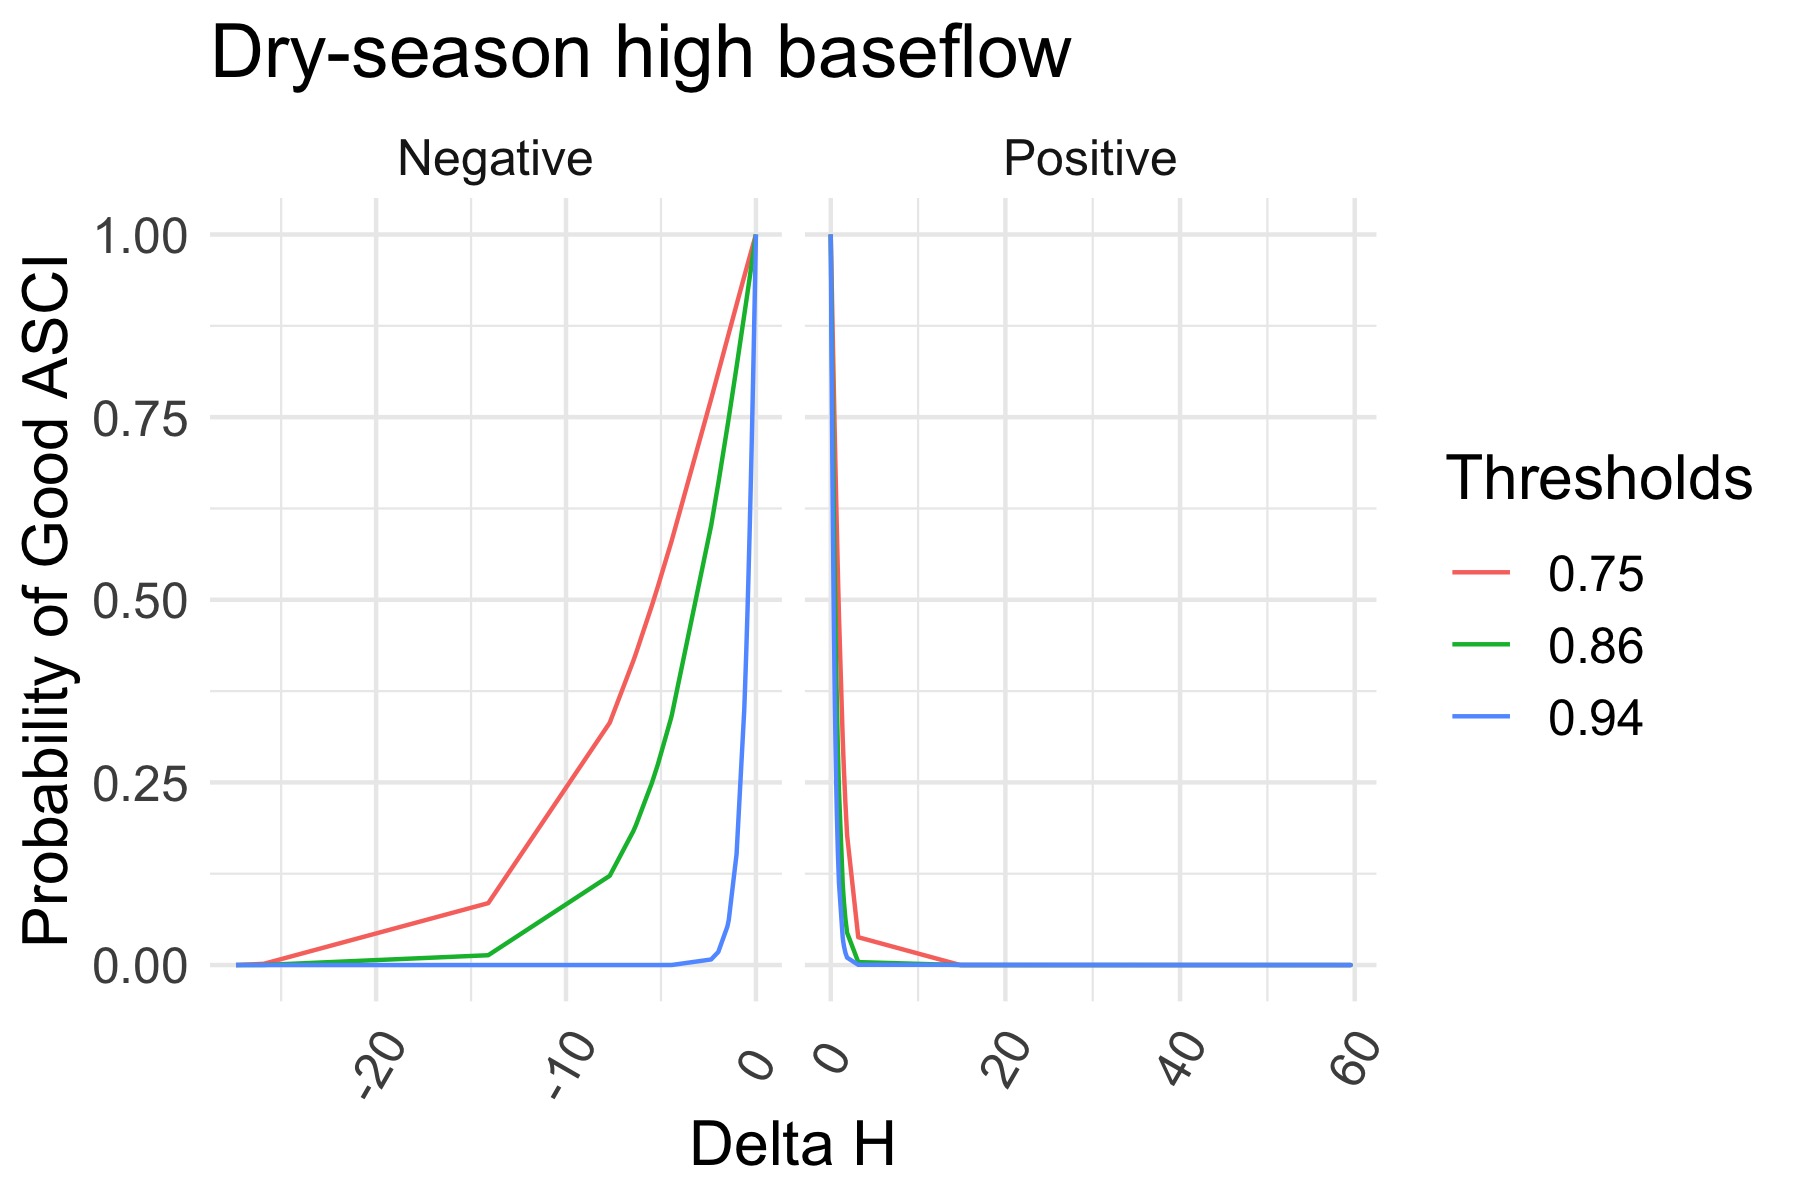 Dry-season high baseflow
Negative
Positive
Probability of Good ASCI
1.00
0.75
0.50
0.25
0.00
-20
-10
0
0
20
40
60
Delta H
Thresholds
0.75
0.86
0.94